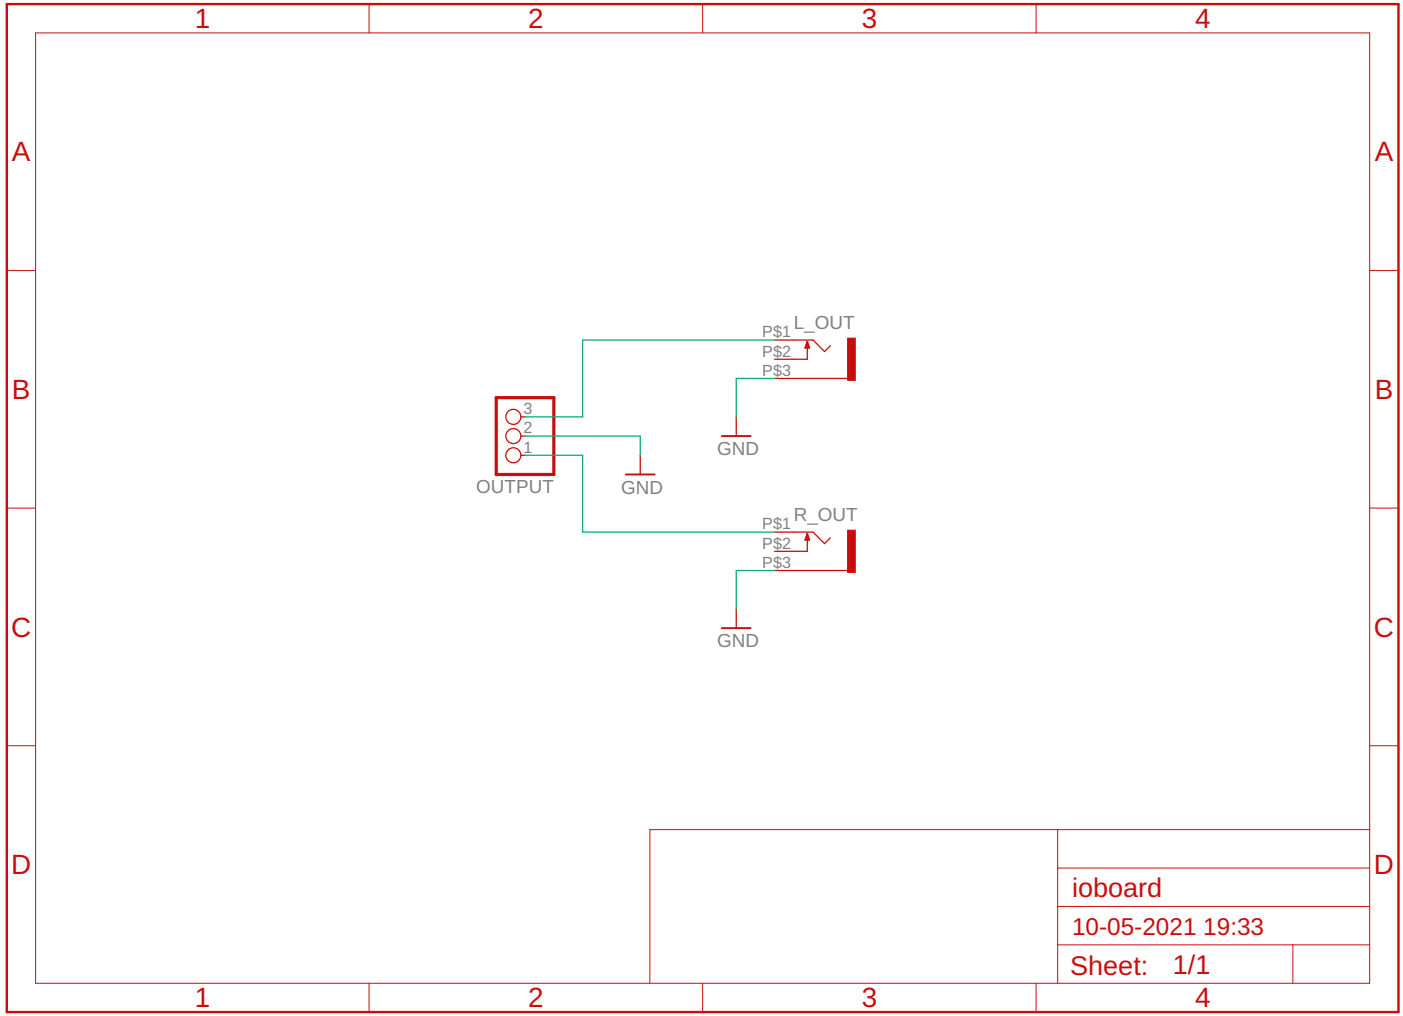 1 2 3 4
A A
L_OUT
P$1
P$2
P$3
B B
3
2
1
GND
OUTPUT
GND
R_OUT
P$1
P$2
P$3
C C
GND
D D
ioboard
10-05-2021 19:33
Sheet: 1/1
1 2 3 4